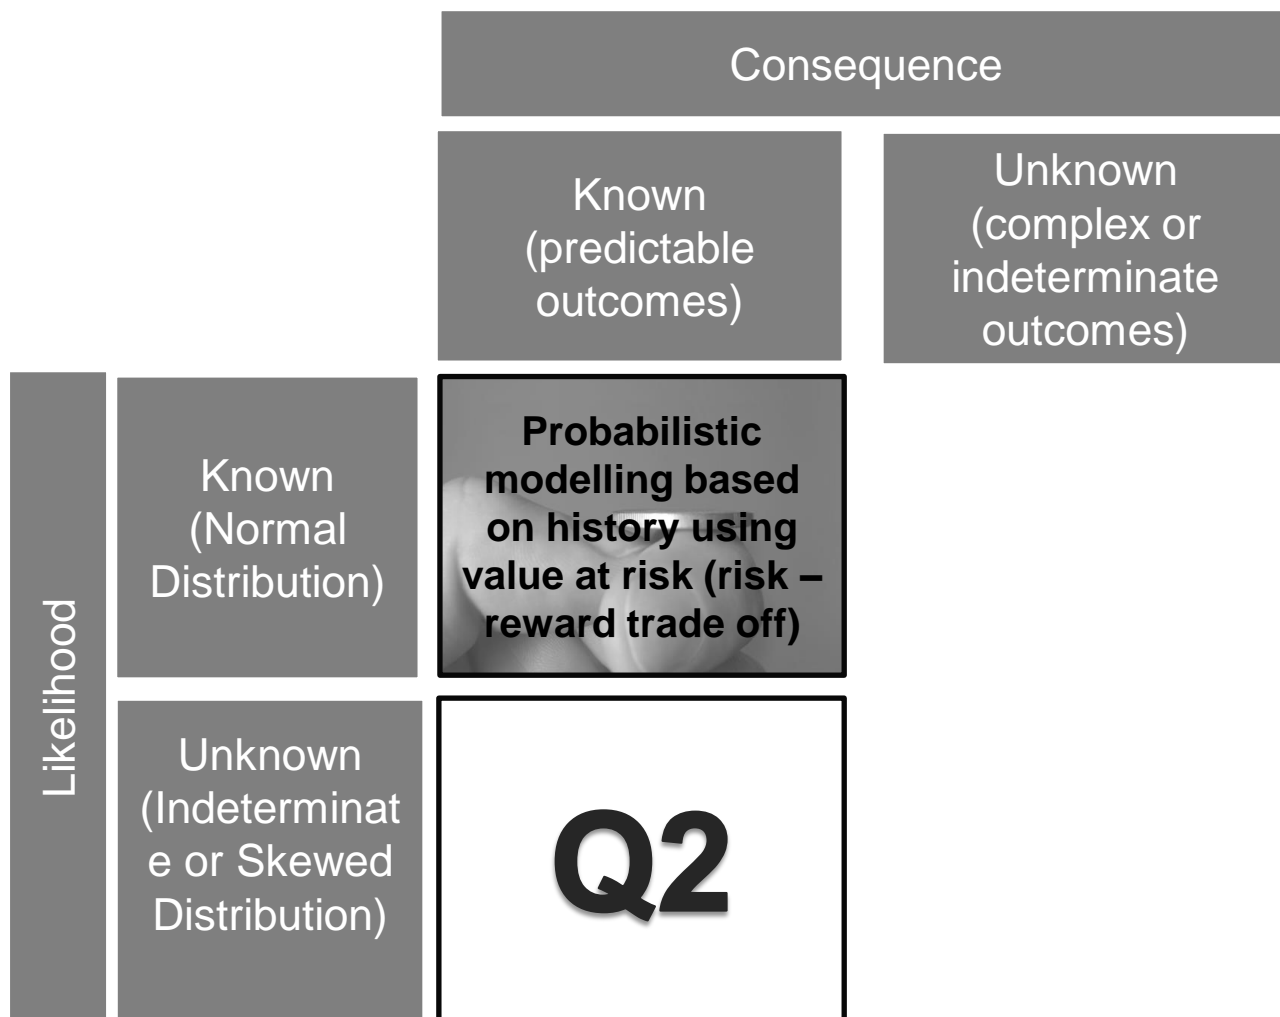 Consequence
Known
(predictable
outcomes)
Unknown
(complex or
indeterminate
outcomes)
Likelihood
Known
(Normal
Distribution)
Probabilistic
modelling based
on history using
value at risk (risk –
reward trade off)
Unknown
(Indeterminat
e or Skewed
Distribution)
Q2